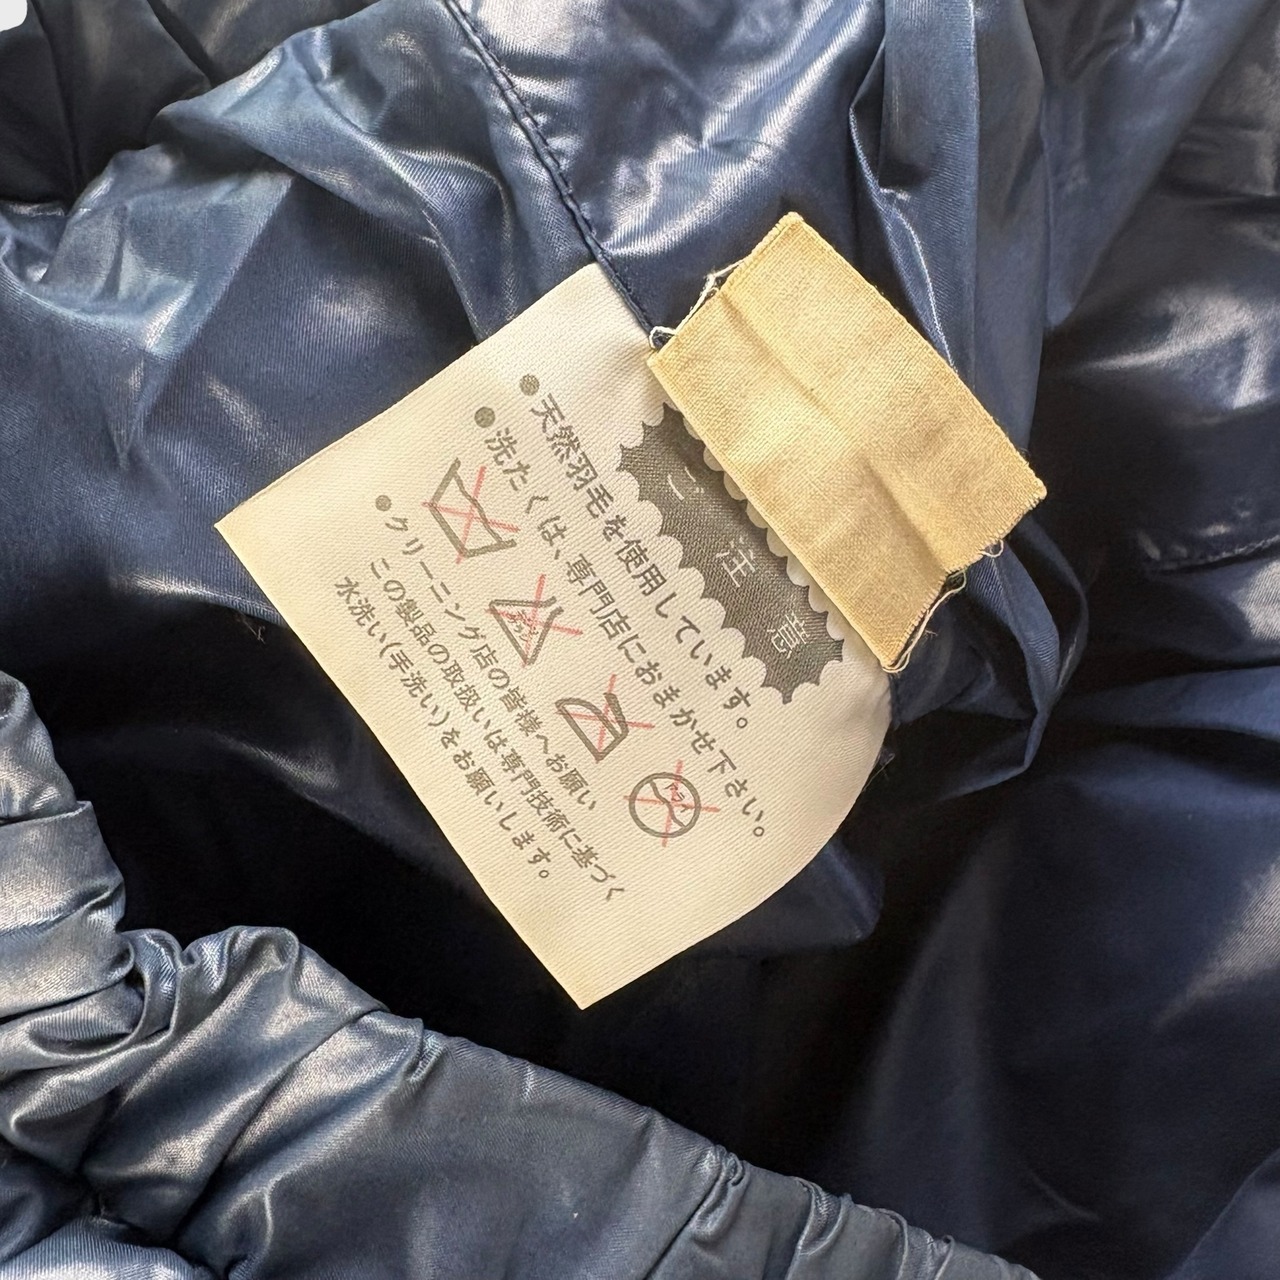 ご注意
●天然羽毛を使用しています。
●洗たくは、専門店におまかせ下さい。
ドライ
●クリーニング店の皆様へお願い
この製品の取扱いは専門技術に基づく
水洗い(手洗い)をお願いします。